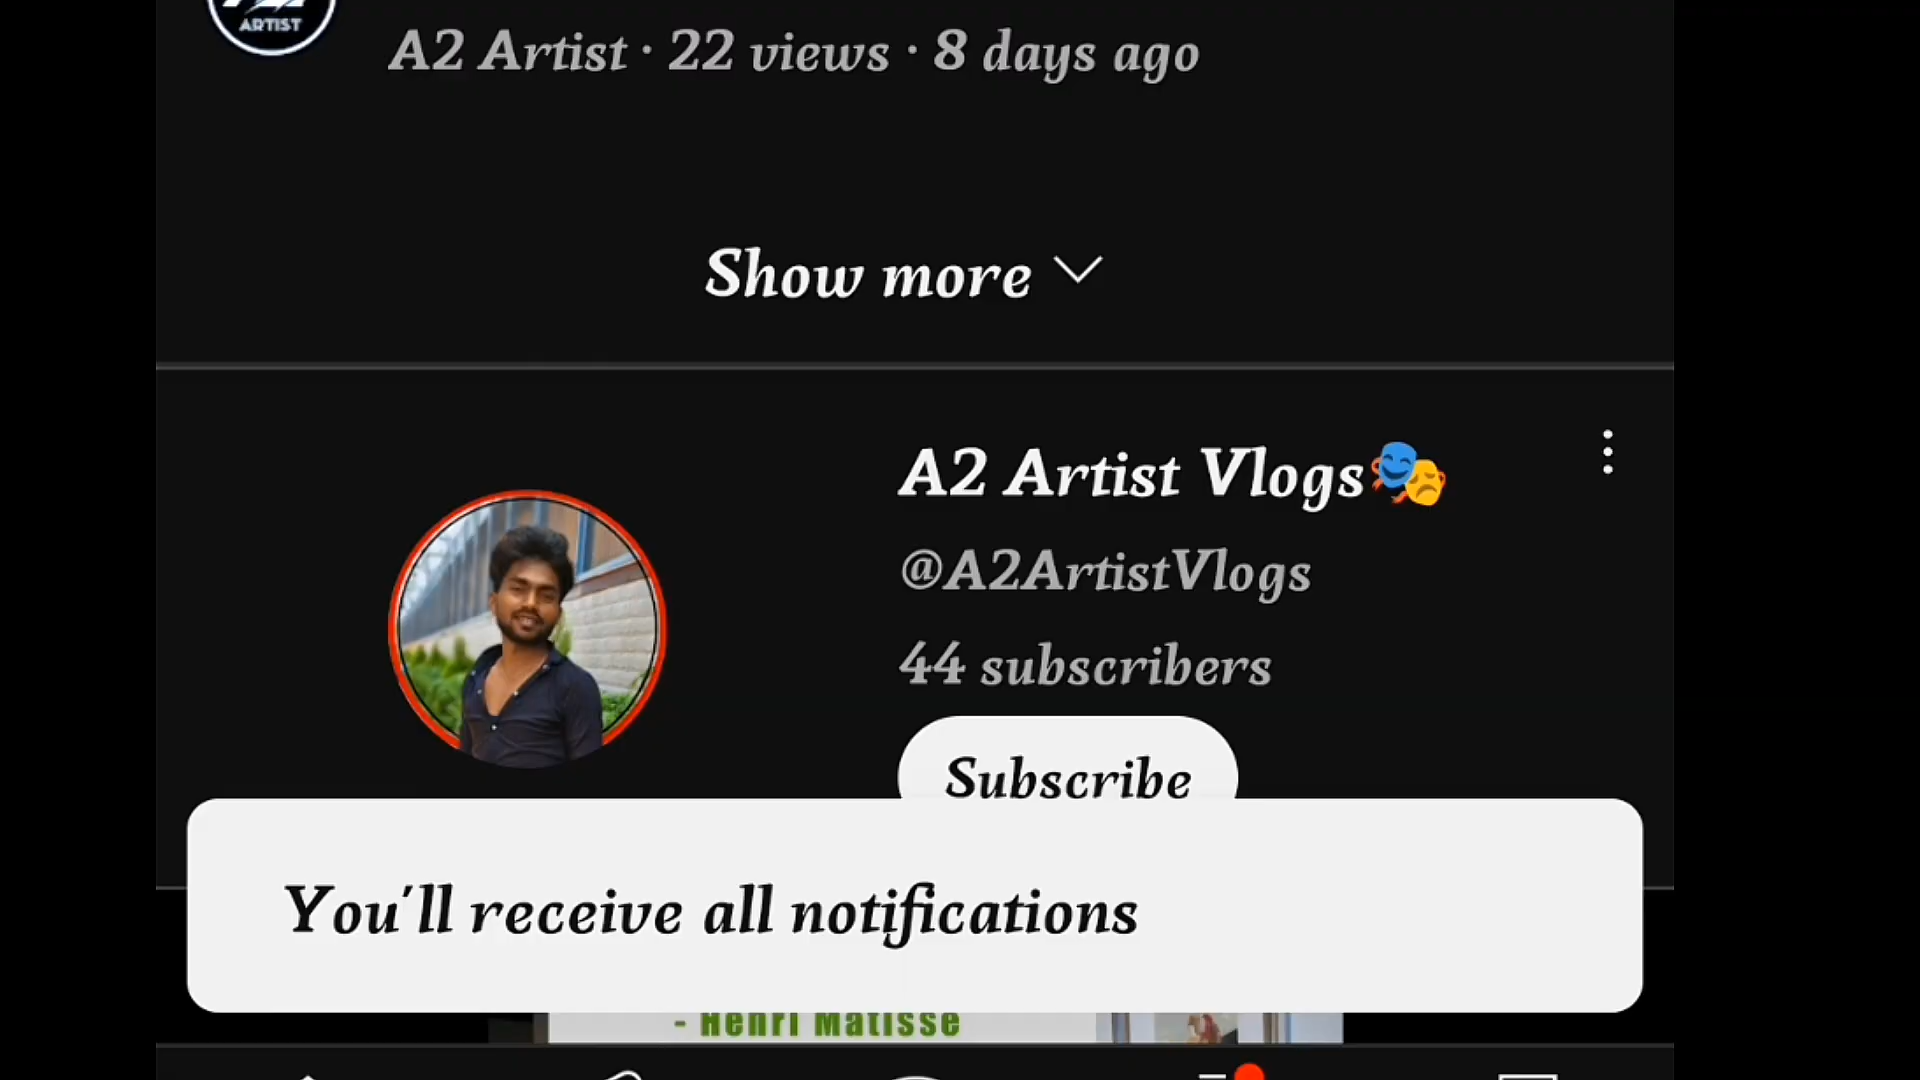 ARTIST
A2 Artist · 22 views · 8 days ago
Show more
A2 Artist Vlogs🎭
@A2ArtistVlogs
44 subscribers
Subscribe
You'll receive all notifications
- Henri Matisse